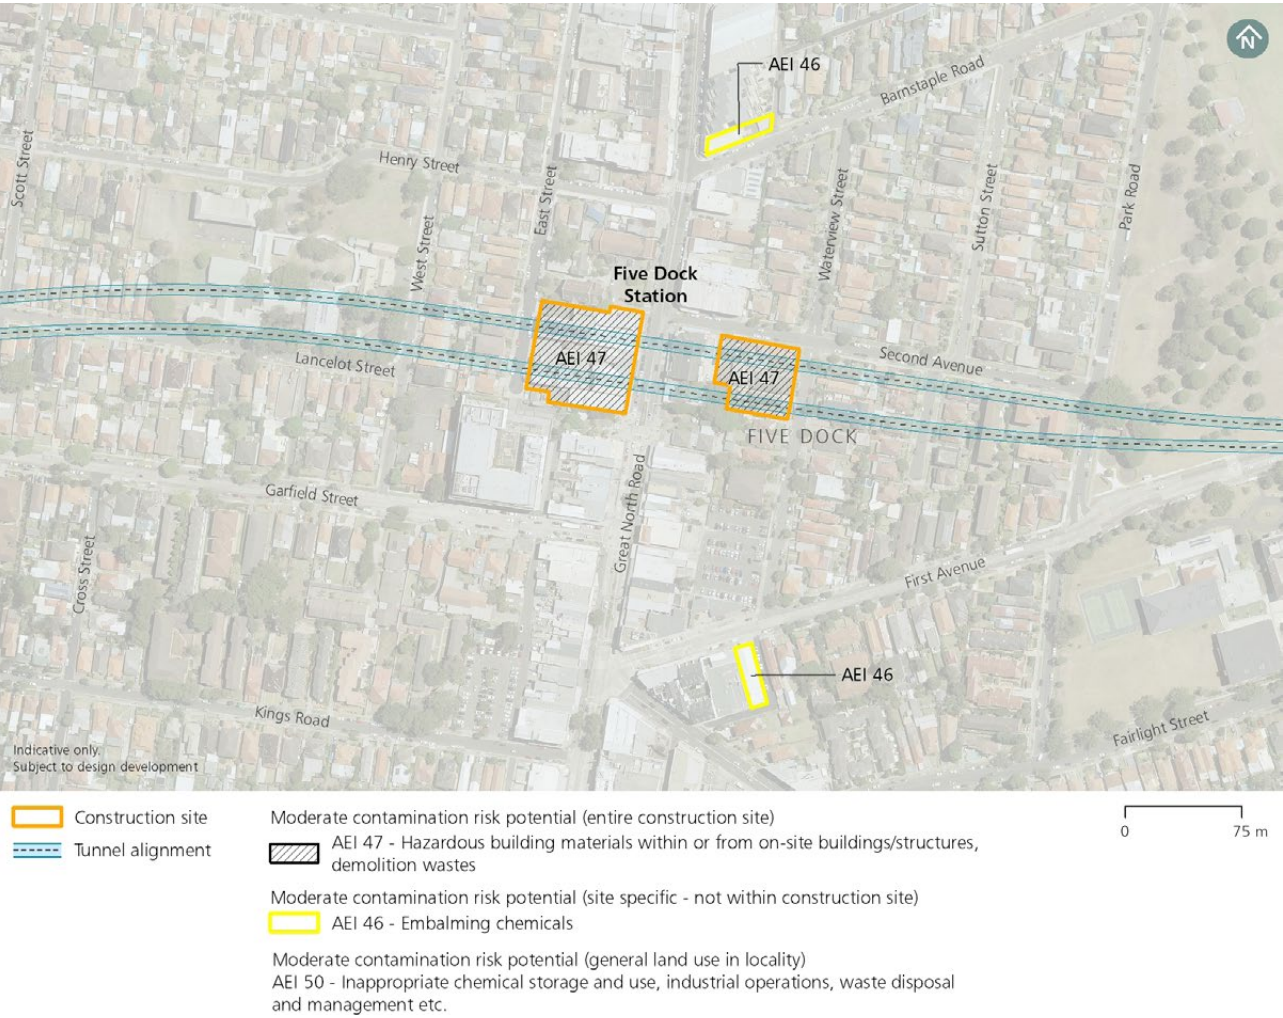 N
AEI 46
Barnstaple Road
Henry Street
Scott Street
East Street
West Street
Waterview Street
Sutton Street
Park Road
Five Dock
Station
AEI 47
AEI 47
Lancelot Street
Second Avenue
FIVE DOCK
Garfield Street
Great North Road
Cross Street
First Avenue
AEI 46
Kings Road
Fairlight Street
Indicative only.
Subject to design development
Construction site
Tunnel alignment
Moderate contamination risk potential (entire construction site)
AEI 47 - Hazardous building materials within or from on-site buildings/structures,
demolition wastes
Moderate contamination risk potential (site specific - not within construction site)
AEI 46 - Embalming chemicals
Moderate contamination risk potential (general land use in locality)
AEI 50 - Inappropriate chemical storage and use, industrial operations, waste disposal
and management etc.
0 75 m